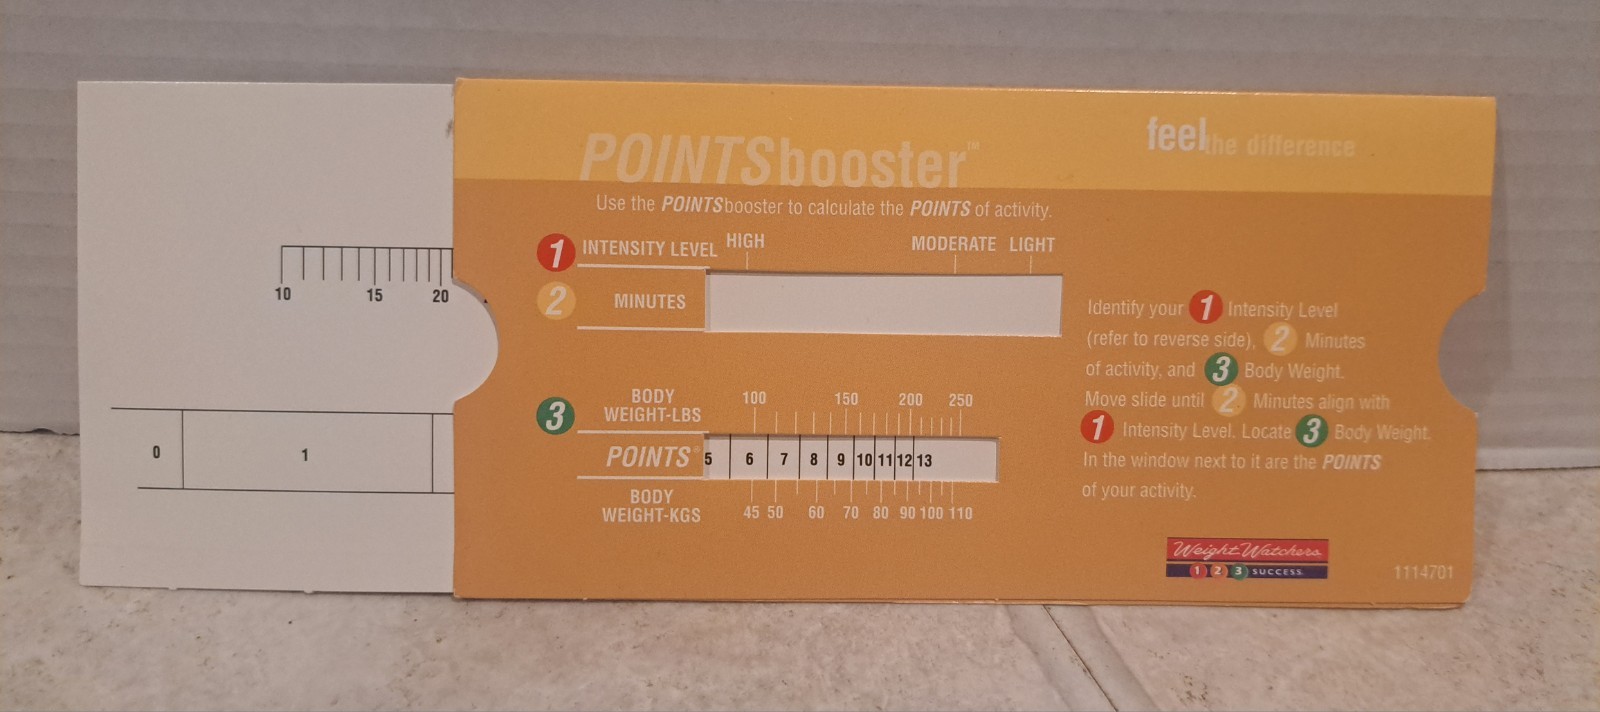 POINTSbooster™
feel the difference
Use the POINTSbooster to calculate the POINTS of activity.
1 INTENSITY LEVEL HIGH MODERATE LIGHT
2 MINUTES
10 15 20
3 BODY WEIGHT-LBS 100 150 200 250
0 1
POINTS® 5 6 7 8 9 10 11 12 13
BODY WEIGHT-KGS 45 50 60 70 80 90 100 110
Identify your 1 Intensity Level
(refer to reverse side), 2 Minutes
of activity, and 3 Body Weight.
Move slide until 2 Minutes align with
1 Intensity Level. Locate 3 Body Weight.
In the window next to it are the POINTS
of your activity.
Weight Watchers
1 2 3 SUCCESS
1114701